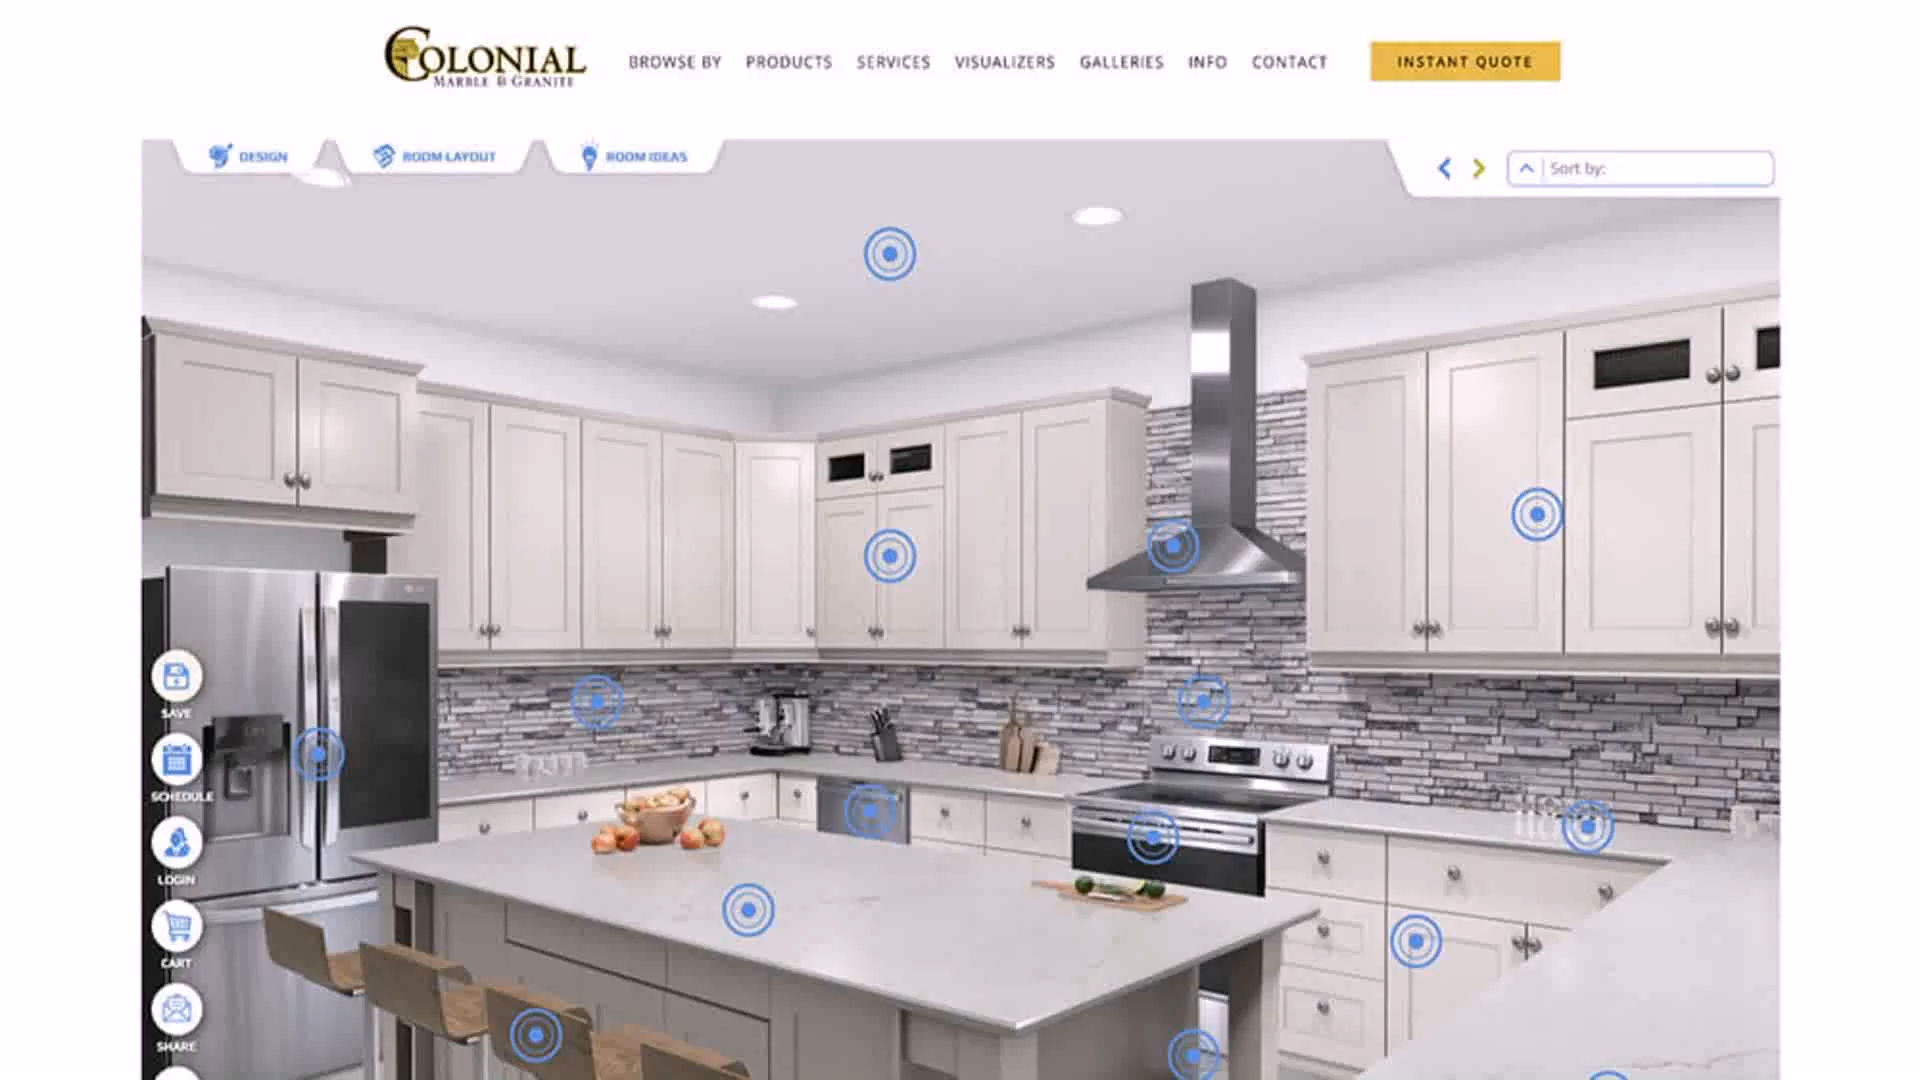 COLONIAL
MARBLE & GRANITE
BROWSE BY PRODUCTS SERVICES VISUALIZERS GALLERIES INFO CONTACT
INSTANT QUOTE
DESIGN
ROOM LAYOUT
ROOM IDEAS
Sort by:
SAVE
SCHEDULE
LOGIN
CART
SHARE